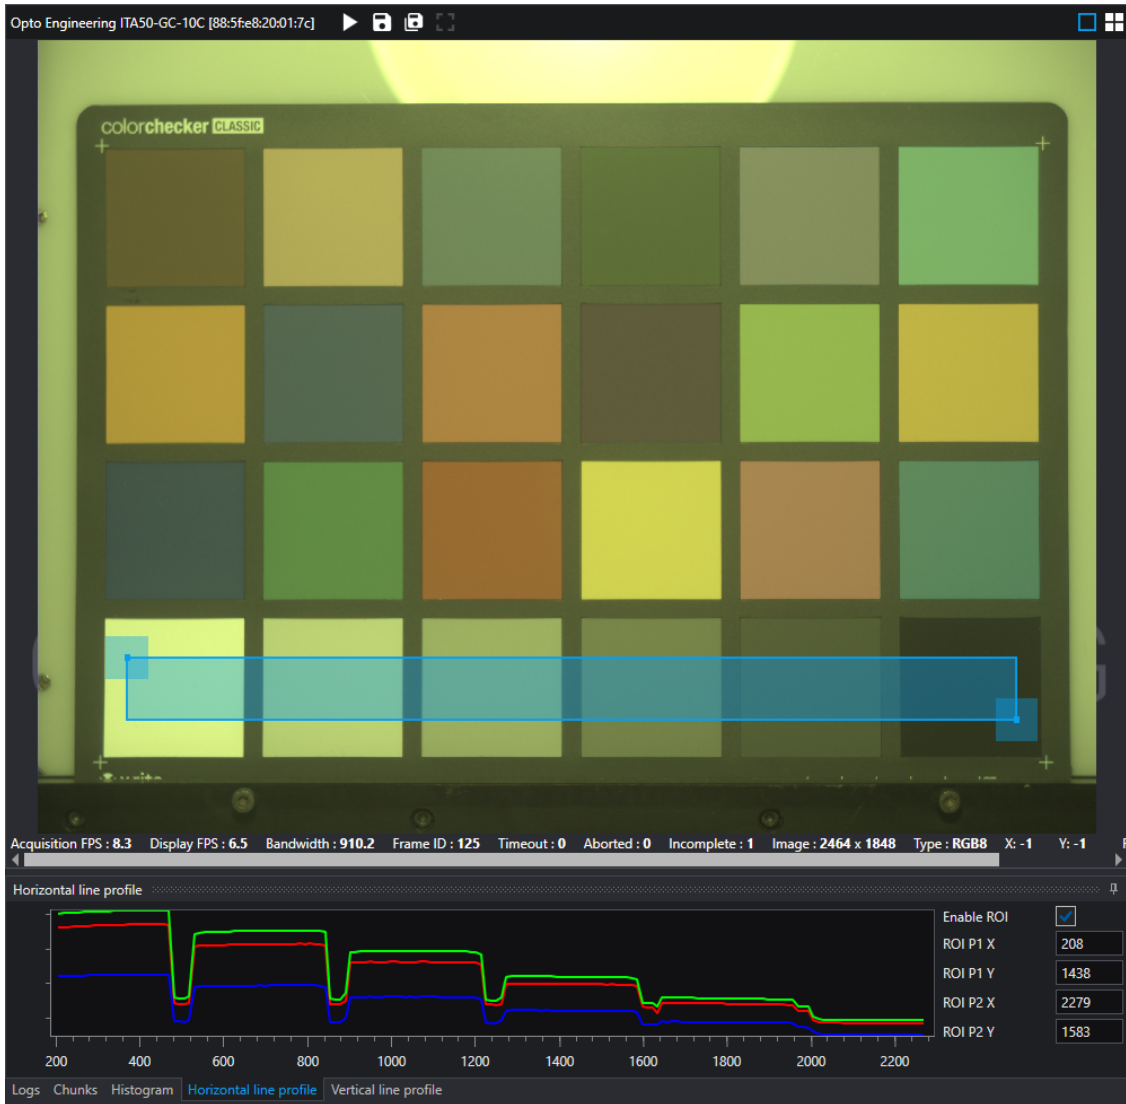 Opto Engineering ITA50-GC-10C [88:5f:e8:20:01:7c]
colorchecker CLASSIC
Acquisition FPS : 8.3 Display FPS : 6.5 Bandwidth : 910.2 Frame ID : 125 Timeout : 0 Aborted : 0 Incomplete : 1 Image : 2464 x 1848 Type : RGB8 X: -1 Y: -1
Horizontal line profile
Enable ROI
ROI P1 X 208
ROI P1 Y 1438
ROI P2 X 2279
ROI P2 Y 1583
200 400 600 800 1000 1200 1400 1600 1800 2000 2200
Logs Chunks Histogram Horizontal line profile Vertical line profile